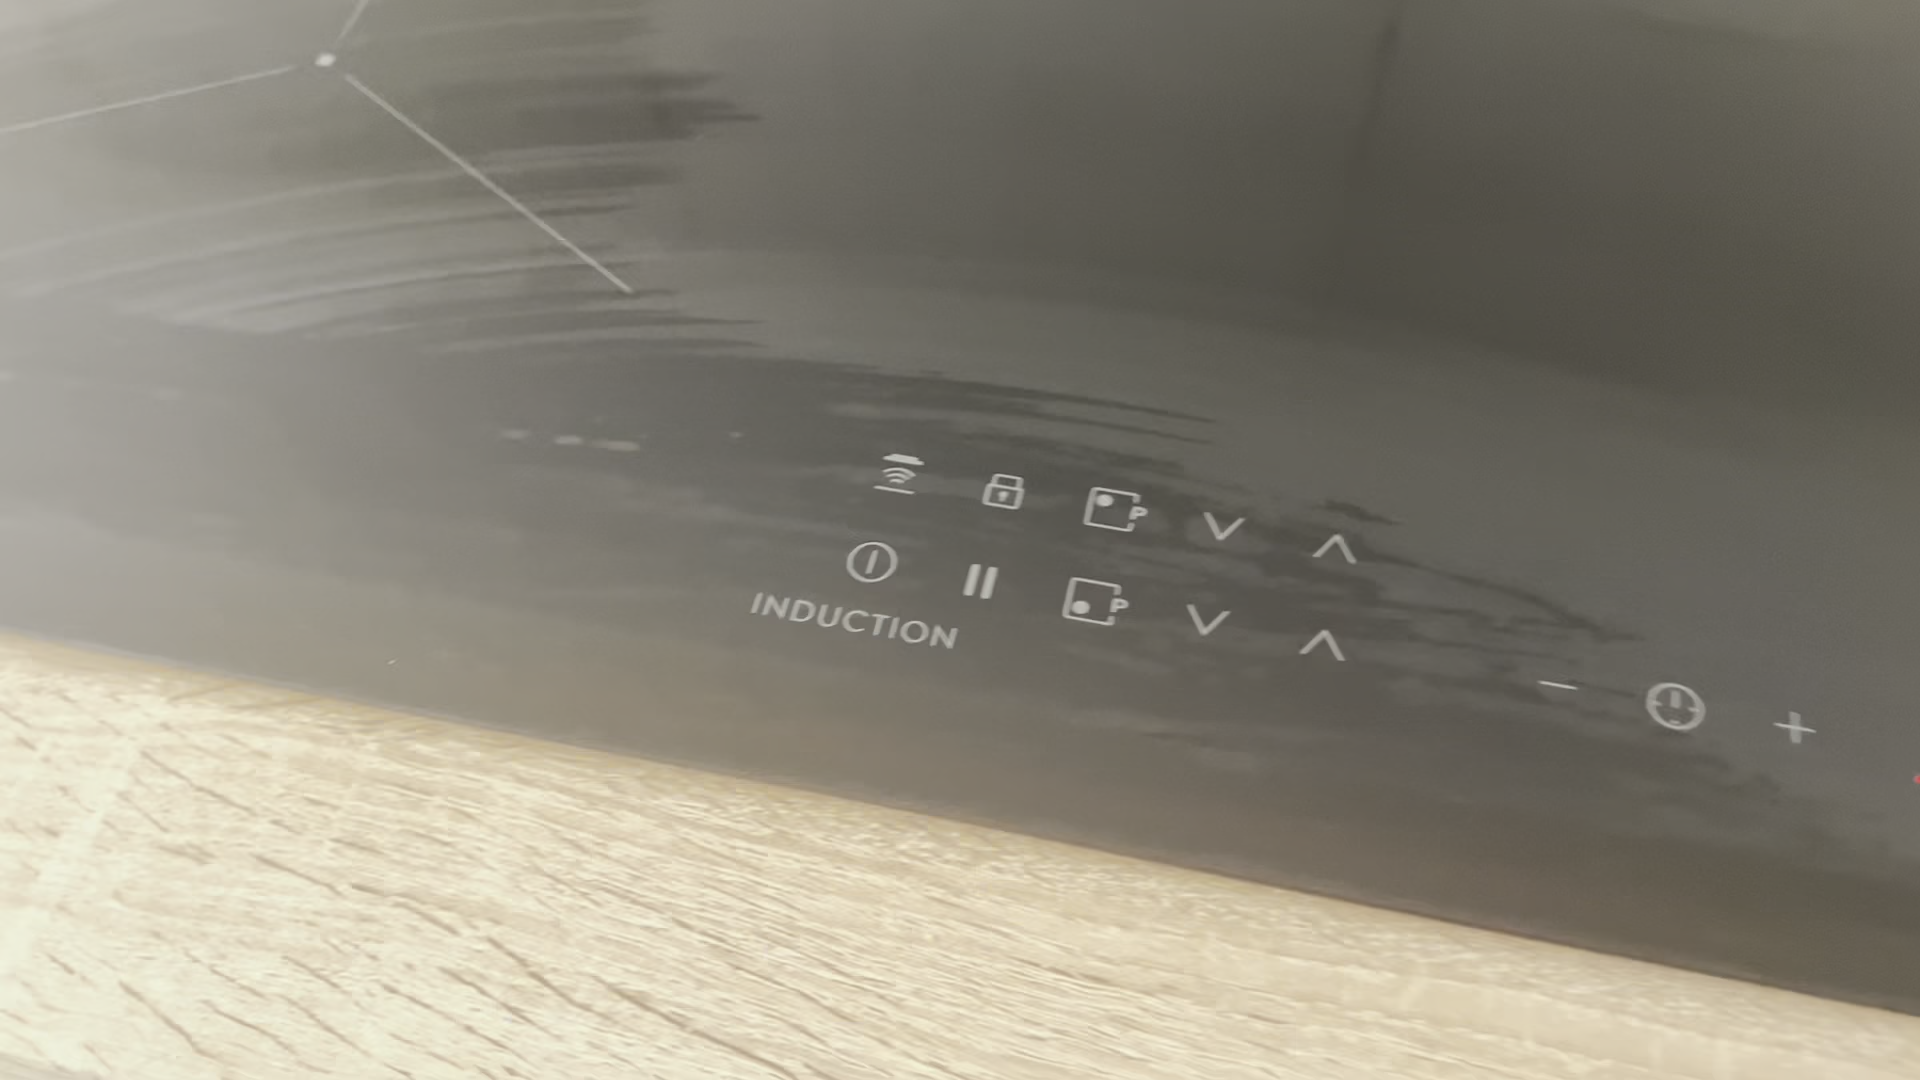 P
P
INDUCTION
− +